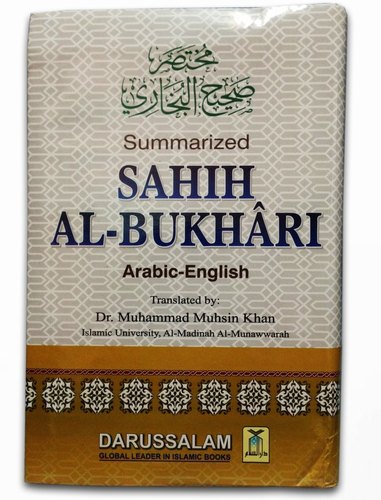 مختصر
صحيح البخاري
Summarized
SAHIH
AL-BUKHÂRI
Arabic-English
Translated by:
Dr. Muhammad Muhsin Khan
Islamic University, Al-Madinah Al-Munawwarah
DARUSSALAM
GLOBAL LEADER IN ISLAMIC BOOKS
دارالسلام